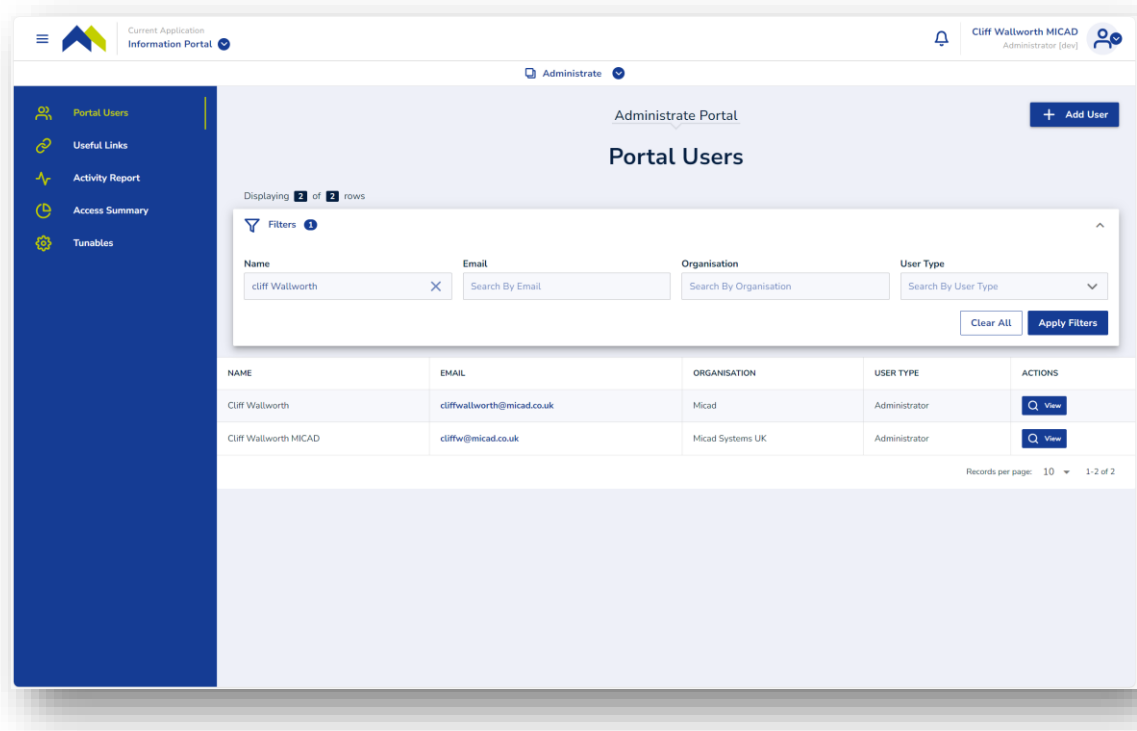 Current Application
Information Portal
Cliff Wallworth MICAD
Administrator [dev]
Administrate
Portal Users
Useful Links
Activity Report
Access Summary
Tunables
Administrate Portal
+ Add User
Portal Users
Displaying 2 of 2 rows
Filters 1
Name Email Organisation User Type
cliff Wallworth Search By Email Search By Organisation Search By User Type
Clear All Apply Filters
NAME EMAIL ORGANISATION USER TYPE ACTIONS
Cliff Wallworth cliffwallworth@micad.co.uk Micad Administrator View
Cliff Wallworth MICAD cliffw@micad.co.uk Micad Systems UK Administrator View
Records per page: 10 1-2 of 2